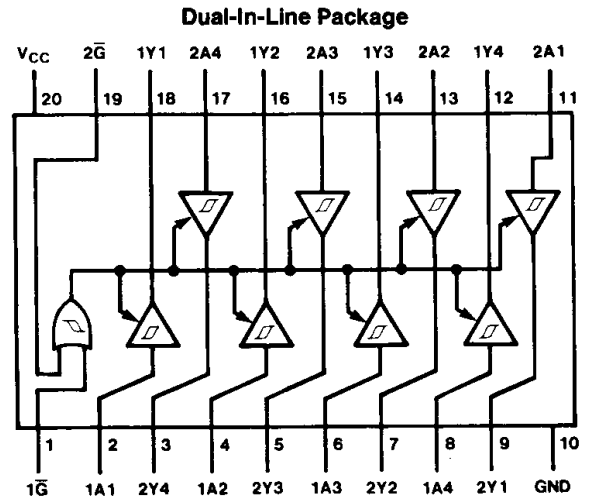 Dual-In-Line Package
VCC 2G̅ 1Y1 2A4 1Y2 2A3 1Y3 2A2 1Y4 2A1
20 19 18 17 16 15 14 13 12 11
1 2 3 4 5 6 7 8 9 10
1G̅ 1A1 2Y4 1A2 2Y3 1A3 2Y2 1A4 2Y1 GND